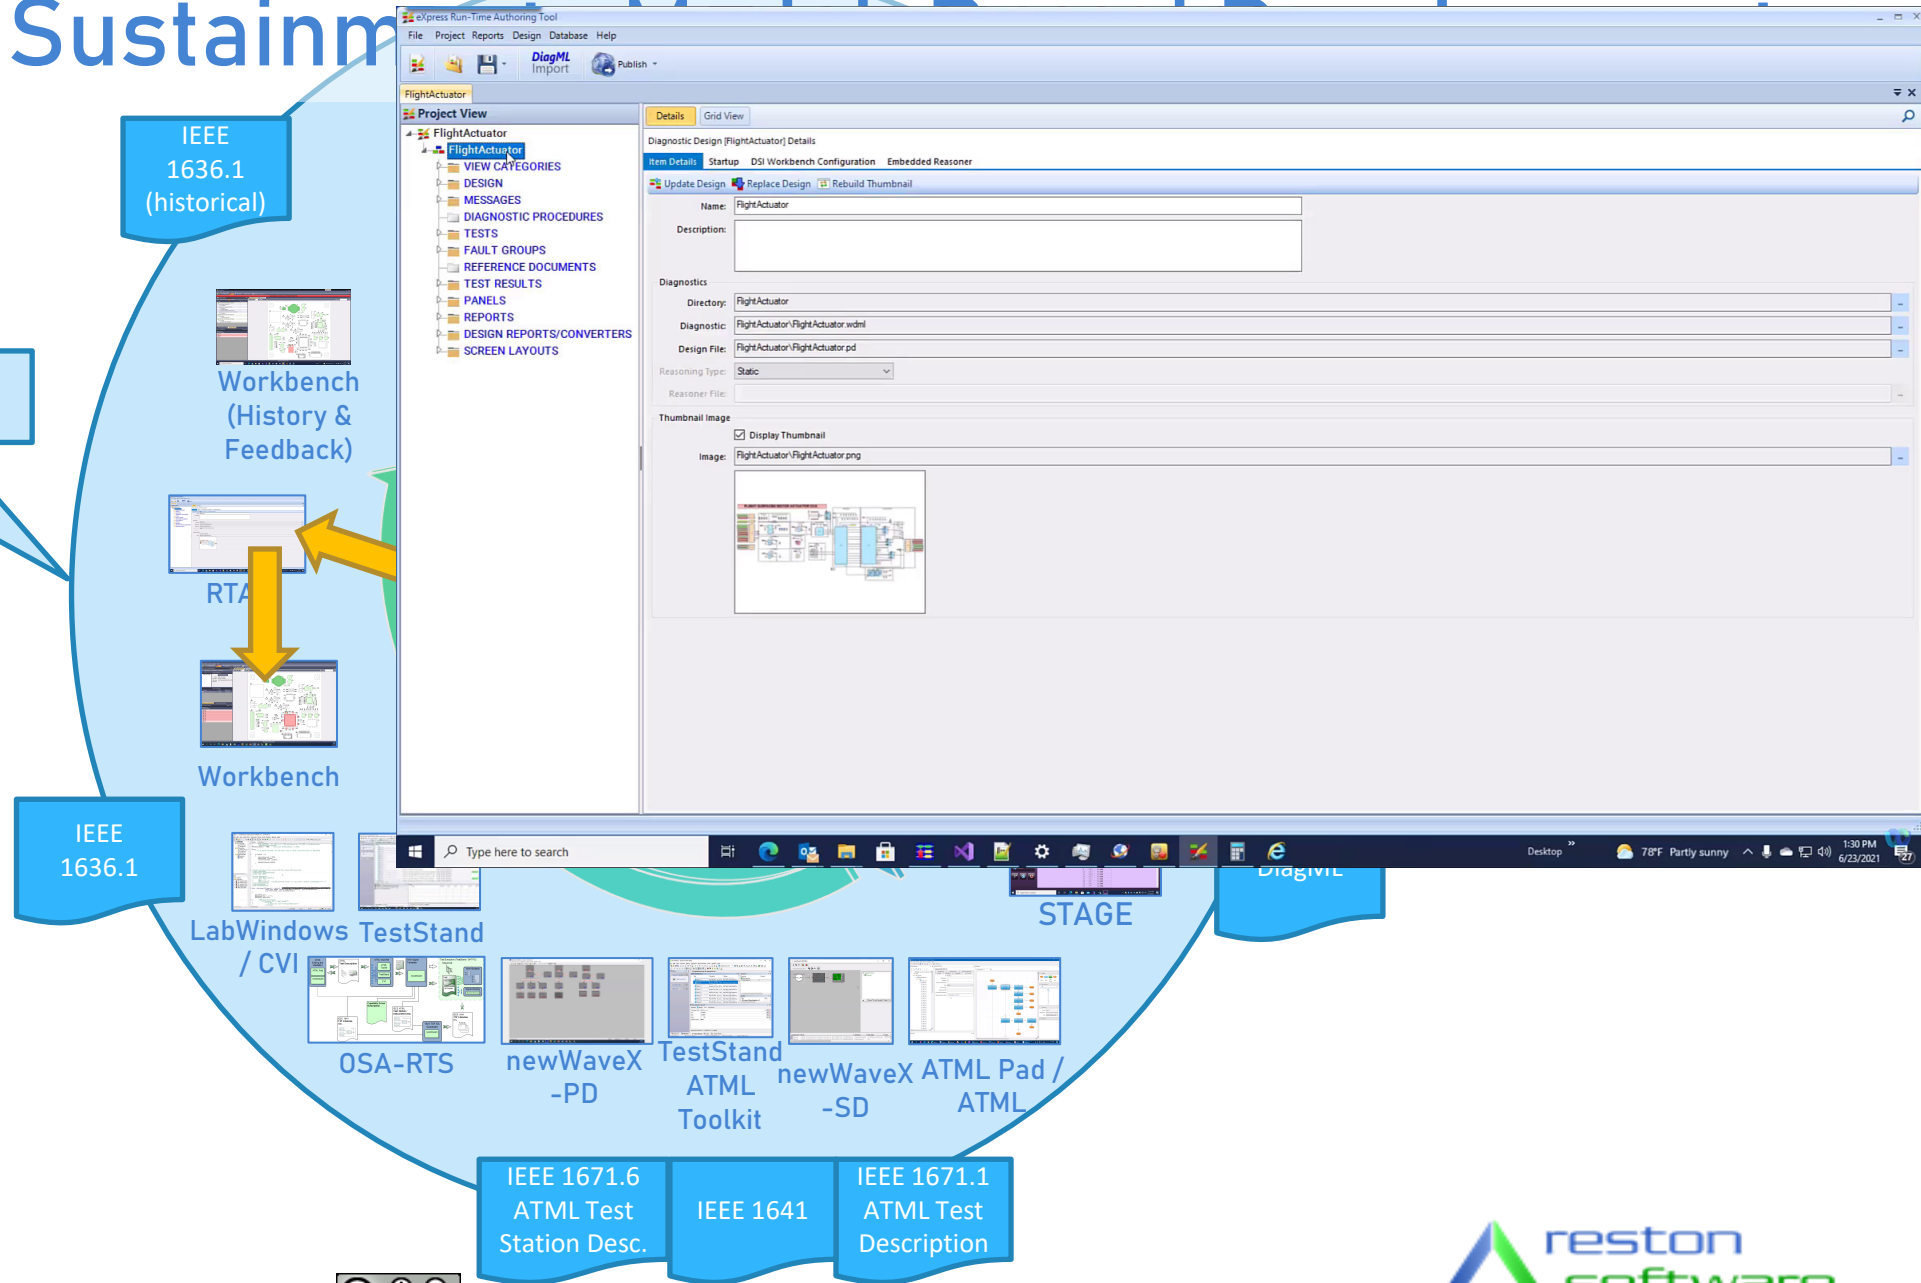 Sustainm
eXpress Run-Time Authoring Tool
File Project Reports Design Database Help
DiagML
Import
Publish
FlightActuator
Project View
FlightActuator
FlightActuator
VIEW CATEGORIES
DESIGN
MESSAGES
DIAGNOSTIC PROCEDURES
TESTS
FAULT GROUPS
REFERENCE DOCUMENTS
TEST RESULTS
PANELS
REPORTS
DESIGN REPORTS/CONVERTERS
SCREEN LAYOUTS
Details Grid View
Diagnostic Design [FlightActuator] Details
Item Details Startup DSI Workbench Configuration Embedded Reasoner
Update Design Replace Design Rebuild Thumbnail
Name: FlightActuator
Description:
Diagnostics
Directory: FlightActuator
Diagnostic: FlightActuator\FlightActuator.wdml
Design File: FlightActuator\FlightActuator.pd
Reasoning Type: Static
Reasoner File:
Thumbnail Image
Display Thumbnail
Image: FlightActuator\FlightActuator.png
Type here to search
Desktop
78°F Partly sunny
1:30 PM
6/23/2021
27
IEEE
1636.1
(historical)
Workbench
(History &
Feedback)
RTA
Workbench
IEEE
1636.1
LabWindows
/ CVI
TestStand
STAGE
DiagML
OSA-RTS
newWaveX
-PD
TestStand
ATML
Toolkit
newWaveX
-SD
ATML Pad /
ATML
IEEE 1671.6
ATML Test
Station Desc.
IEEE 1641
IEEE 1671.1
ATML Test
Description
reston
software